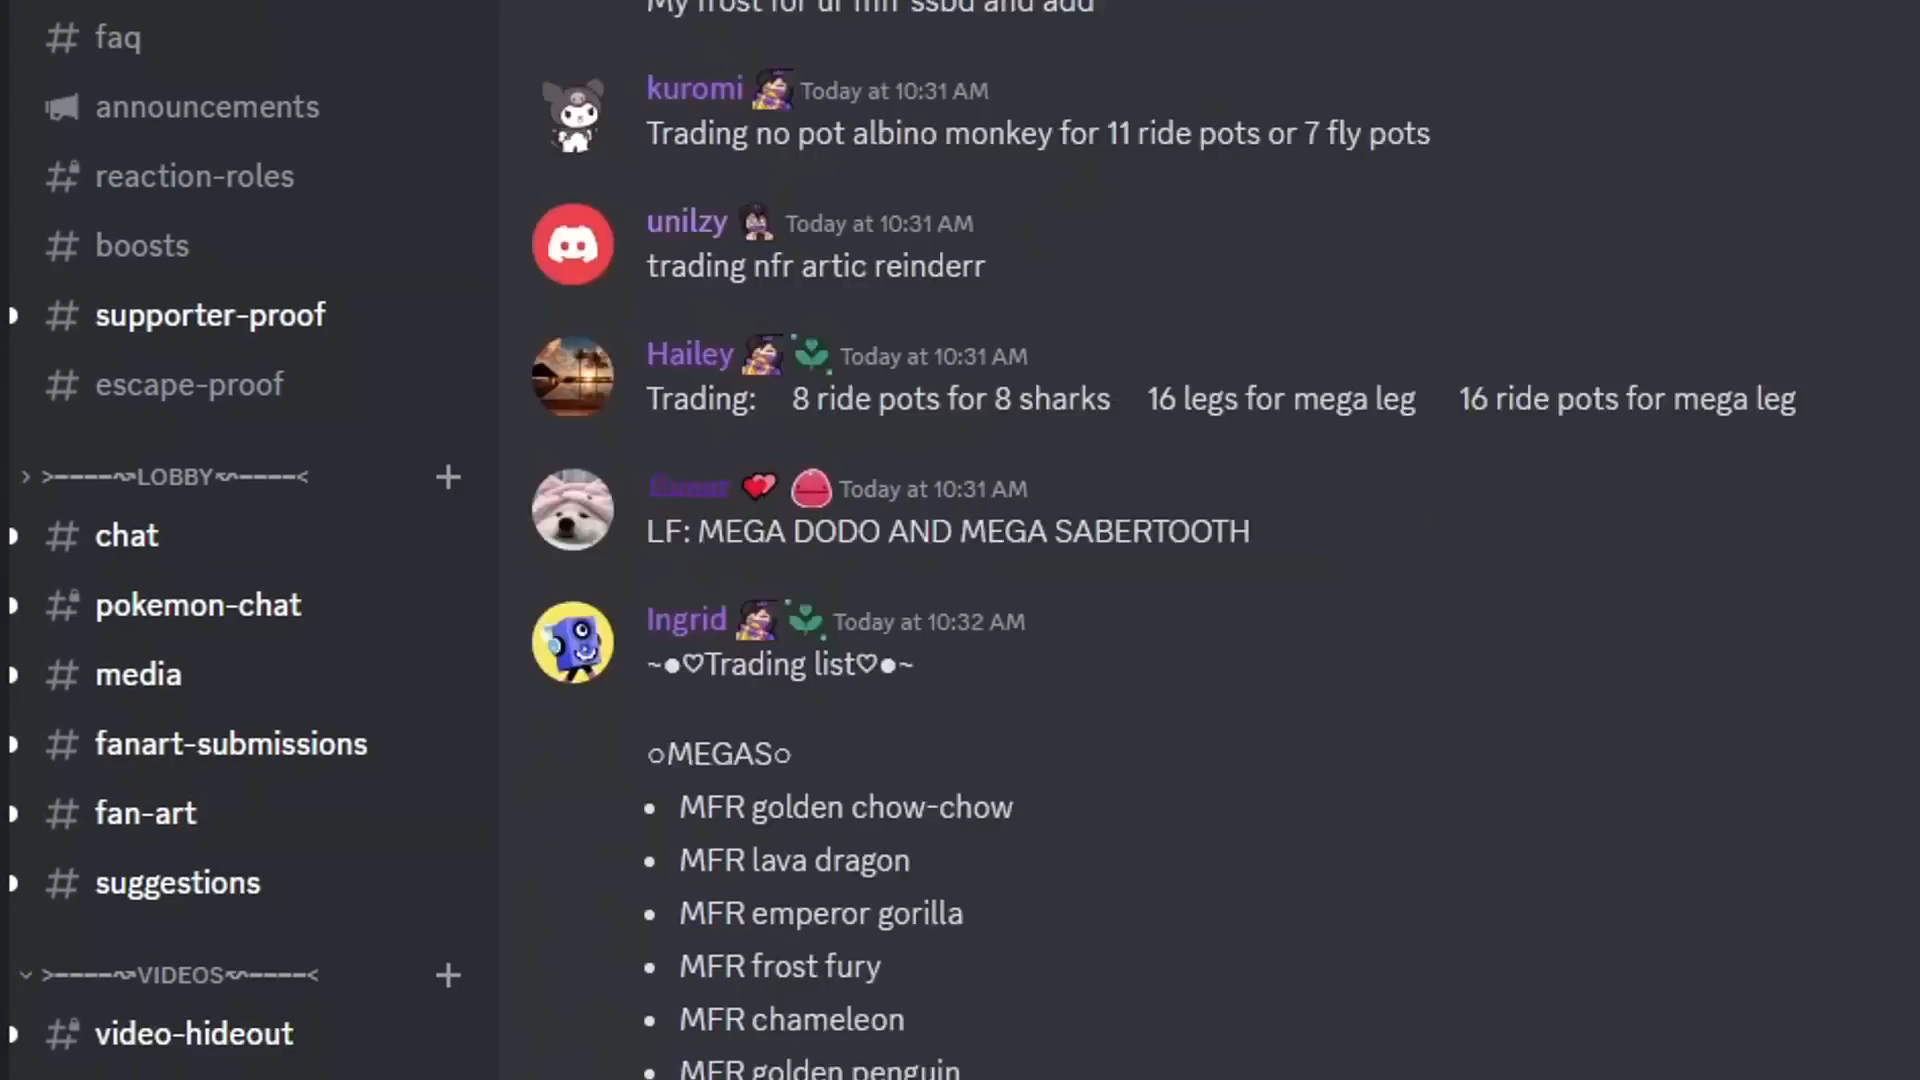 faq
announcements
reaction-roles
boosts
supporter-proof
escape-proof
>----~LOBBY~----<
chat
pokemon-chat
media
fanart-submissions
fan-art
suggestions
>----~VIDEOS~----<
video-hideout
My frost for ur mfr ssbd and add
kuromi Today at 10:31 AM
Trading no pot albino monkey for 11 ride pots or 7 fly pots
unilzy Today at 10:31 AM
trading nfr artic reinderr
Hailey Today at 10:31 AM
Trading: 8 ride pots for 8 sharks 16 legs for mega leg 16 ride pots for mega leg
Today at 10:31 AM
LF: MEGA DODO AND MEGA SABERTOOTH
Ingrid Today at 10:32 AM
~●♡Trading list♡●~
○MEGAS○
• MFR golden chow-chow
• MFR lava dragon
• MFR emperor gorilla
• MFR frost fury
• MFR chameleon
• MFR golden penguin